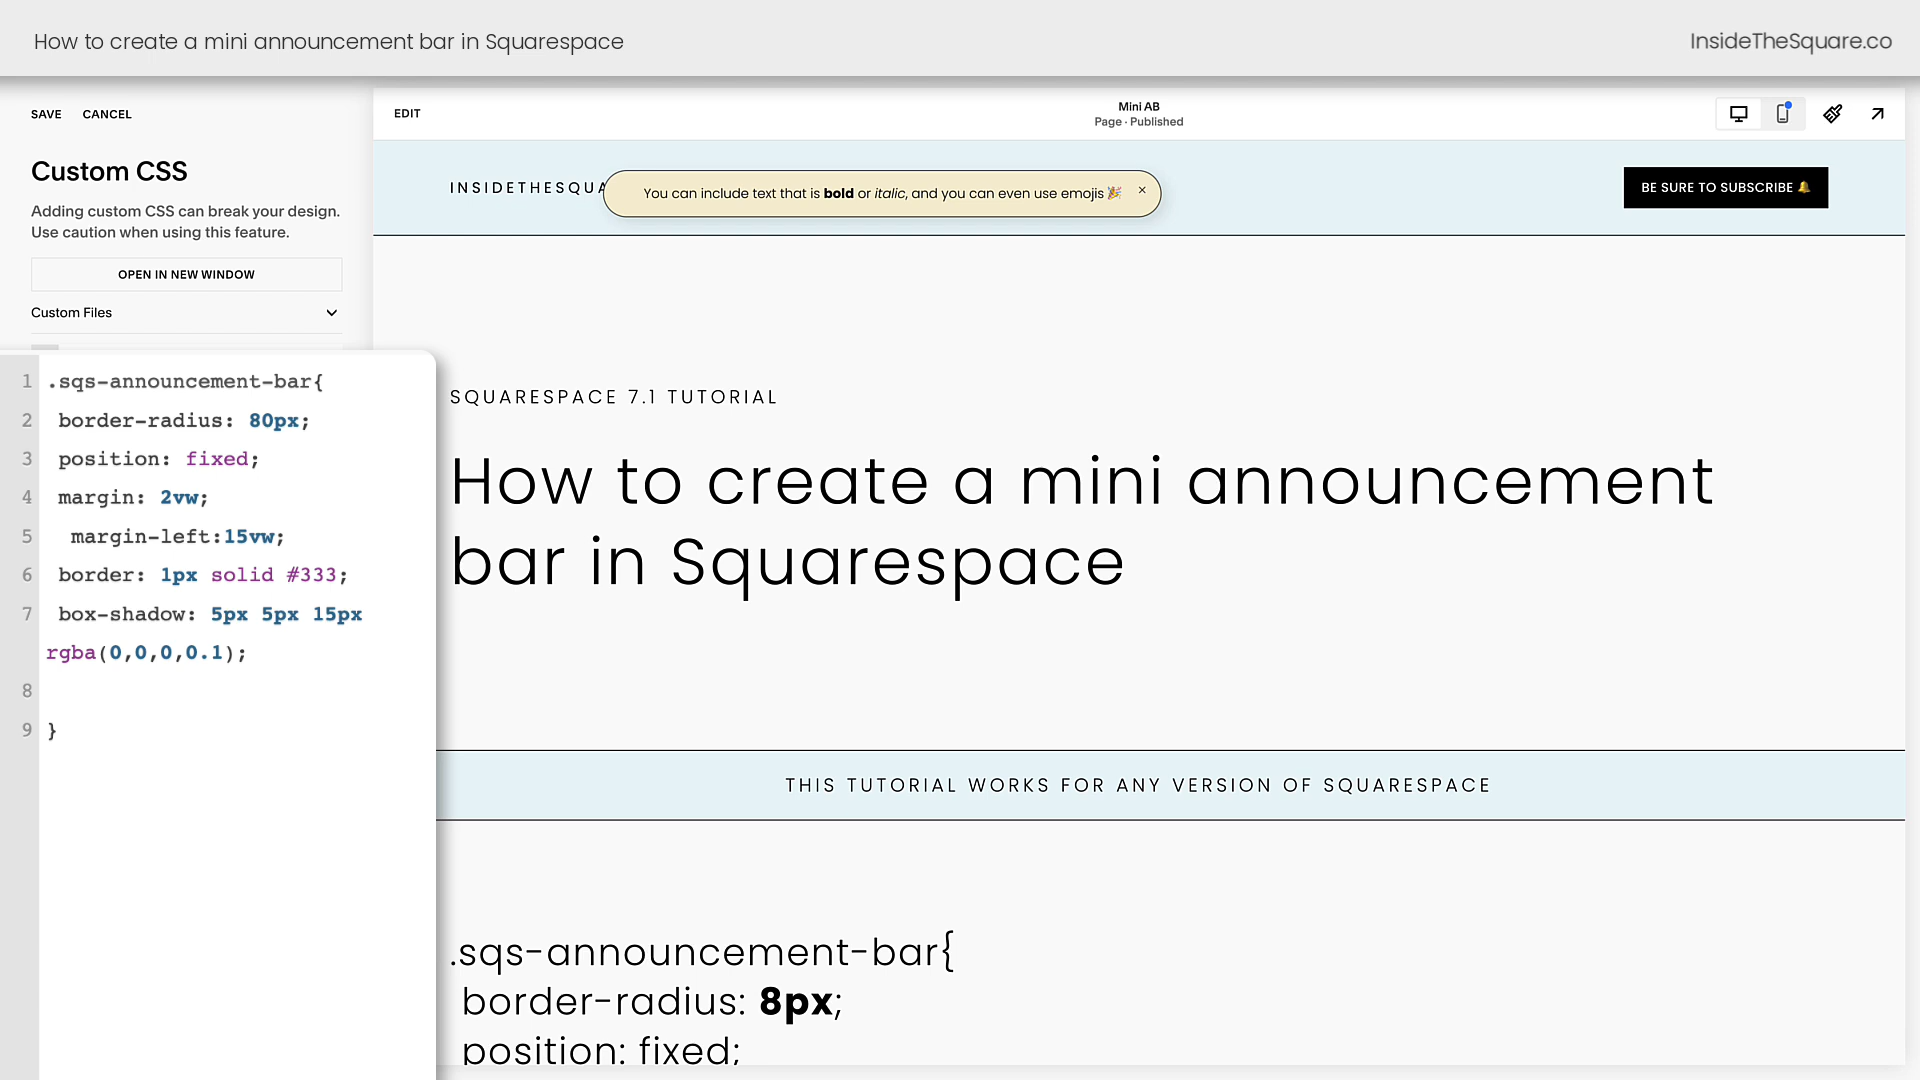 How to create a mini announcement bar in Squarespace
InsideTheSquare.co
SAVE CANCEL
Custom CSS
Adding custom CSS can break your design.
Use caution when using this feature.
OPEN IN NEW WINDOW
Custom Files
1 .sqs-announcement-bar{
2 border-radius: 80px;
3 position: fixed;
4 margin: 2vw;
5 margin-left:15vw;
6 border: 1px solid #333;
7 box-shadow: 5px 5px 15px
rgba(0,0,0,0.1);
8
9 }
EDIT
Mini AB
Page · Published
INSIDETHESQUA
You can include text that is bold or italic, and you can even use emojis 🎉 ×
BE SURE TO SUBSCRIBE 🔔
SQUARESPACE 7.1 TUTORIAL
How to create a mini announcement
bar in Squarespace
THIS TUTORIAL WORKS FOR ANY VERSION OF SQUARESPACE
.sqs-announcement-bar{
border-radius: 8px;
position: fixed;